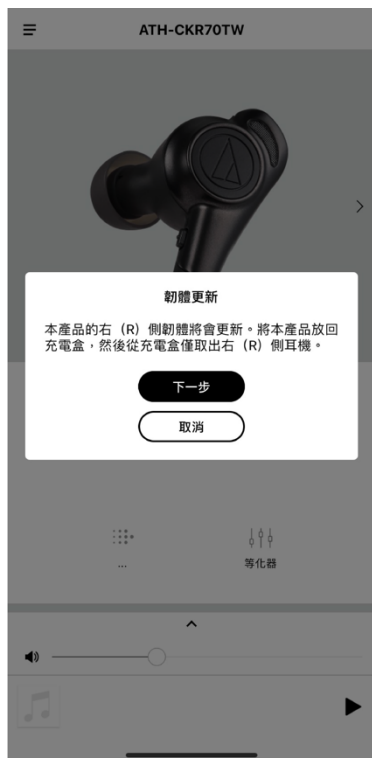 ATH-CKR70TW
韌體更新
本產品的右（R）側韌體將會更新。將本產品放回
充電盒，然後從充電盒僅取出右（R）側耳機。
下一步
取消
...
等化器